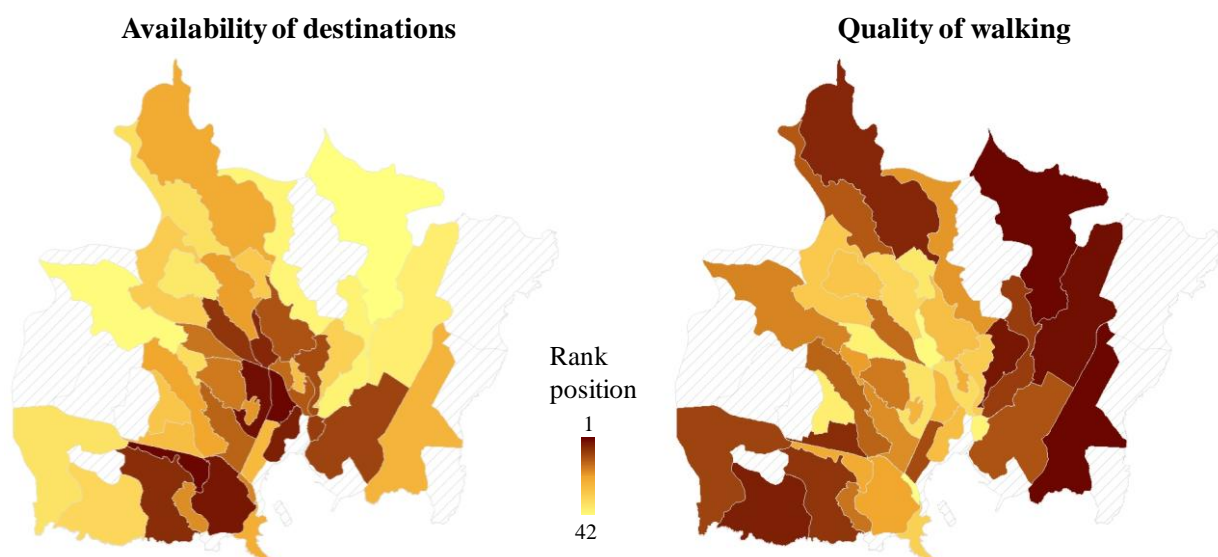 Availability of destinations
Quality of walking
Rank
position
1
42